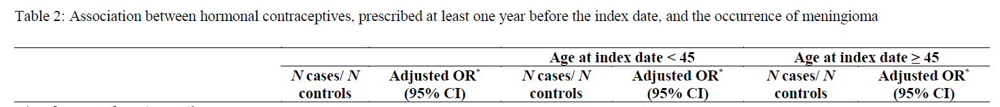 Table 2: Association between hormonal contraceptives, prescribed at least one year before the index date, and the occurrence of meningioma
Age at index date < 45 Age at index date ≥ 45
N cases/ N Adjusted OR* N cases/ N Adjusted OR* N cases/ N Adjusted OR*
controls (95% CI) controls (95% CI) controls (95% CI)